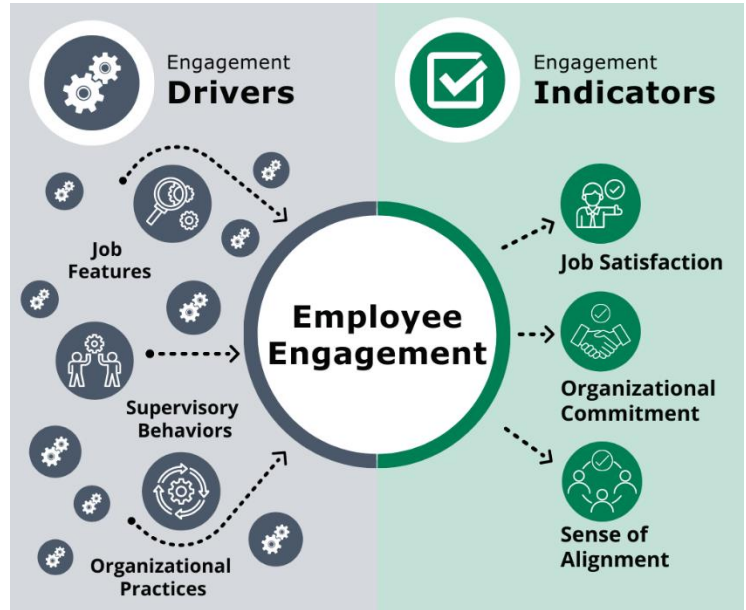 Engagement
Drivers
Job
Features
Supervisory
Behaviors
Organizational
Practices
Employee
Engagement
Engagement
Indicators
Job Satisfaction
Organizational
Commitment
Sense of
Alignment